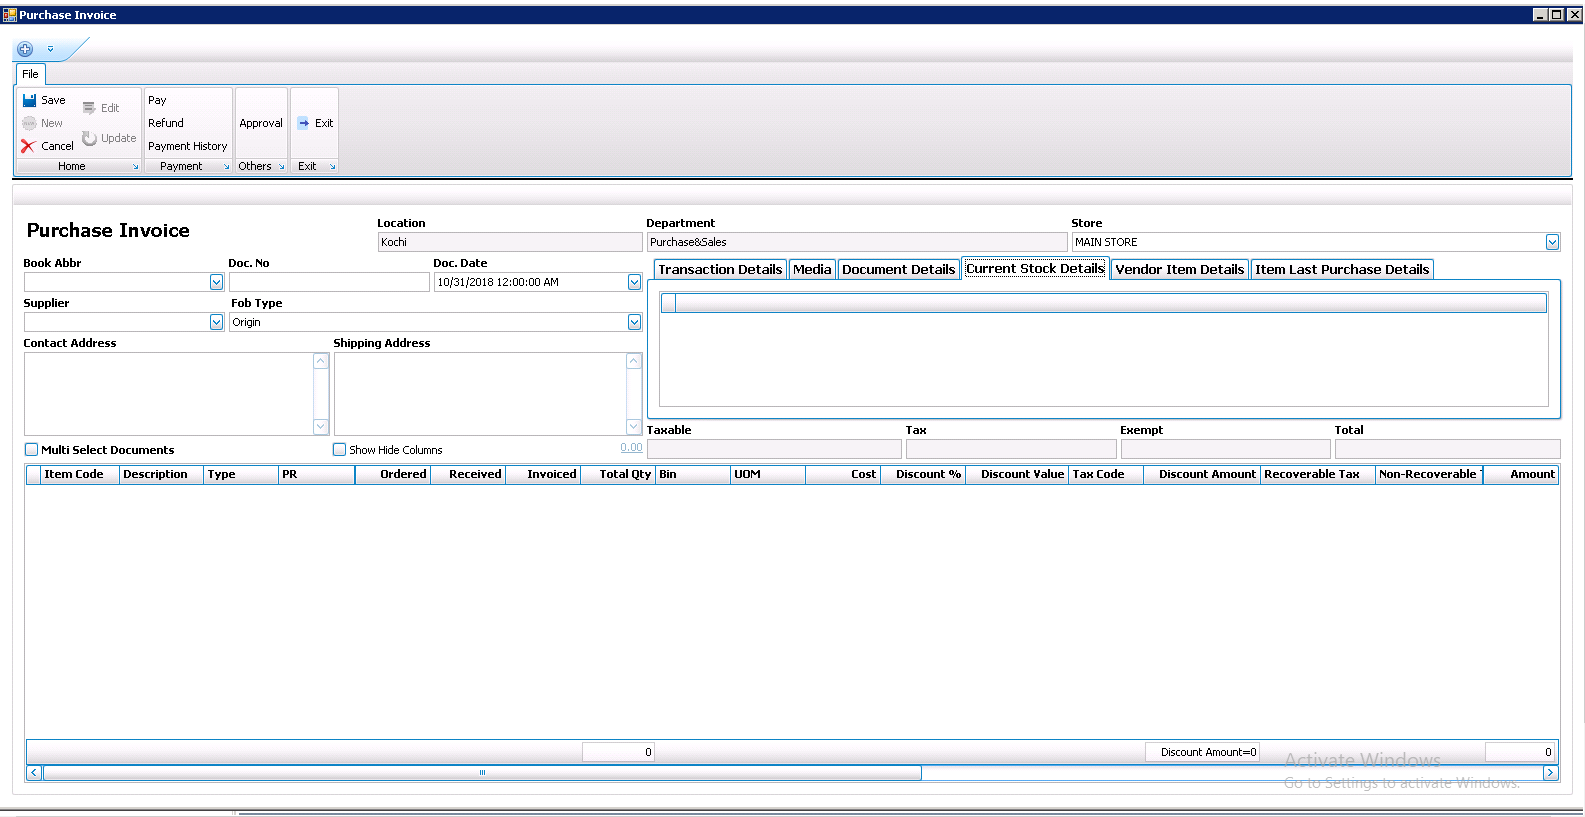 Purchase Invoice
File
Save
Edit
New
Update
Cancel
Home
Pay
Refund
Payment History
Payment
Approval
Others
Exit
Exit
Purchase Invoice
Location
Department
Store
Kochi
Purchase&Sales
MAIN STORE
Book Abbr
Doc. No
Doc. Date
10/31/2018 12:00:00 AM
Supplier
Fob Type
Origin
Contact Address
Shipping Address
Transaction Details
Media
Document Details
Current Stock Details
Vendor Item Details
Item Last Purchase Details
Multi Select Documents
Show Hide Columns
0.00
Taxable
Tax
Exempt
Total
Item Code
Description
Type
PR
Ordered
Received
Invoiced
Total Qty
Bin
UOM
Cost
Discount %
Discount Value
Tax Code
Discount Amount
Recoverable Tax
Non-Recoverable
Amount
0
Discount Amount=0
0
Activate Windows
Go to Settings to activate Windows.